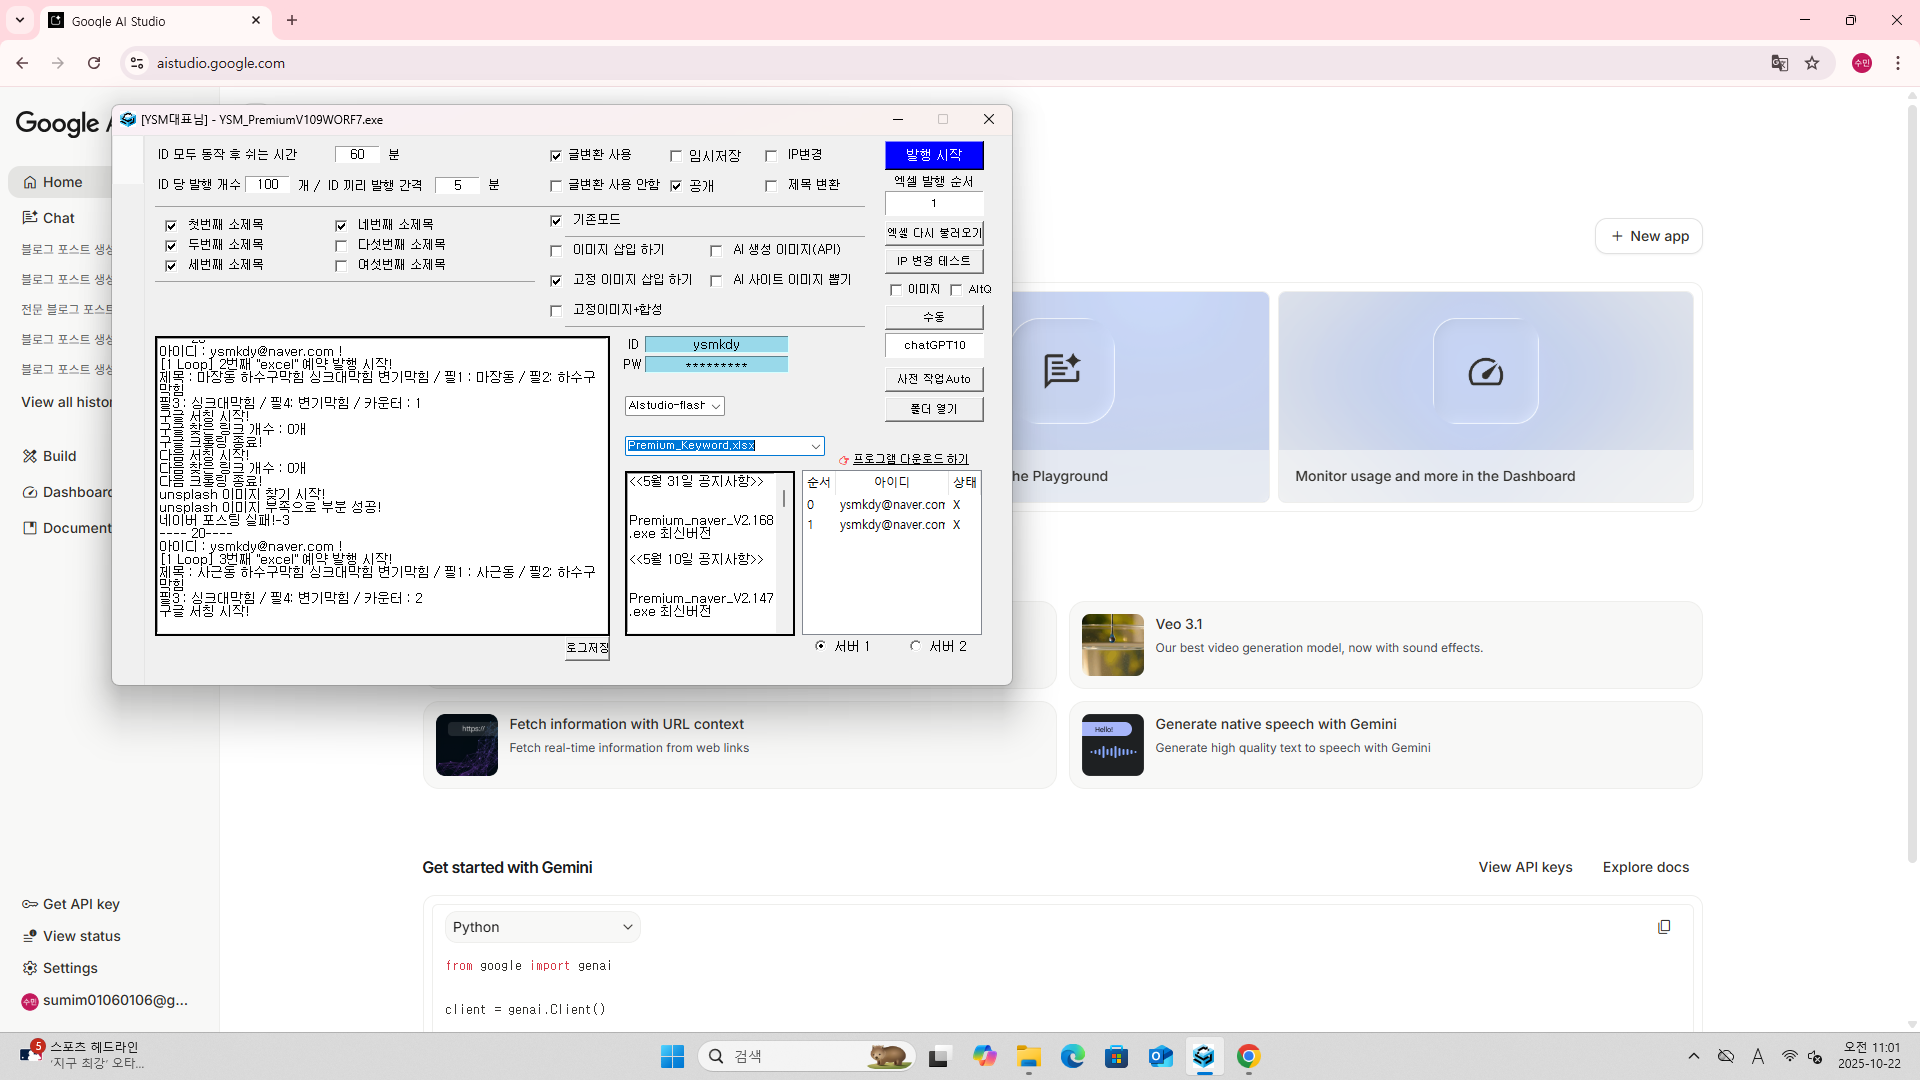 Google AI Studio
aistudio.google.com
수민
Google A
Home
Chat
블로그 포스트 생성
블로그 포스트 생성
전문 블로그 포스트
블로그 포스트 생성
블로그 포스트 생성
View all histor
Build
Dashboard
Document
Get API key
View status
Settings
수민 sumim01060106@g...
[YSM대표님] - YSM_PremiumV109WORF7.exe
ID 모두 동작 후 쉬는 시간 60 분
ID 당 발행 개수 100 개 / ID 끼리 발행 간격 5 분
글변환 사용 임시저장 IP변경
글변환 사용 안함 공개 제목 변환
첫번째 소제목 네번째 소제목
두번째 소제목 다섯번째 소제목
세번째 소제목 여섯번째 소제목
기존모드
이미지 삽입 하기 AI 생성 이미지(API)
고정 이미지 삽입 하기 AI 사이트 이미지 뽑기
고정이미지+합성
발행 시작
엑셀 발행 순서
1
엑셀 다시 불러오기
IP 변경 테스트
이미지 AltQ
수동
chatGPT10
사전 작업Auto
폴더 열기
아이디 : ysmkdy@naver.com !
[1 Loop] 2번째 "excel" 예약 발행 시작!
제목 : 마장동 하수구막힘 싱크대막힘 변기막힘 / 필1 : 마장동 / 필2: 하수구
막힘
필3 : 싱크대막힘 / 필4: 변기막힘 / 카운터 : 1
구글 서칭 시작!
구글 찾은 링크 개수 : 0개
구글 크롤링 종료!
다음 서칭 시작!
다음 찾은 링크 개수 : 0개
다음 크롤링 종료!
unsplash 이미지 찾기 시작!
unsplash 이미지 부족으로 부분 성공!
네이버 포스팅 실패!-3
---- 20----
아이디 : ysmkdy@naver.com !
[1 Loop] 3번째 "excel" 예약 발행 시작!
제목 : 사근동 하수구막힘 싱크대막힘 변기막힘 / 필1 : 사근동 / 필2: 하수구
막힘
필3 : 싱크대막힘 / 필4: 변기막힘 / 카운터 : 2
구글 서칭 시작!
로그저장
ID ysmkdy
PW *********
AIstudio-flash
Premium_Keyword.xlsx
프로그램 다운로드 하기
<<5월 31일 공지사항>>
Premium_naver_V2.168
.exe 최신버전
<<5월 10일 공지사항>>
Premium_naver_V2.147
.exe 최신버전
순서 아이디 상태
0 ysmkdy@naver.com X
1 ysmkdy@naver.com X
서버 1 서버 2
New app
he Playground
Monitor usage and more in the Dashboard
Veo 3.1
Our best video generation model, now with sound effects.
https://
Fetch information with URL context
Fetch real-time information from web links
Hello!
Generate native speech with Gemini
Generate high quality text to speech with Gemini
Get started with Gemini
View API keys
Explore docs
Python
from google import genai
client = genai.Client()
5
스포츠 헤드라인
'지구 최강' 오타...
검색
A
오전 11:01
2025-10-22